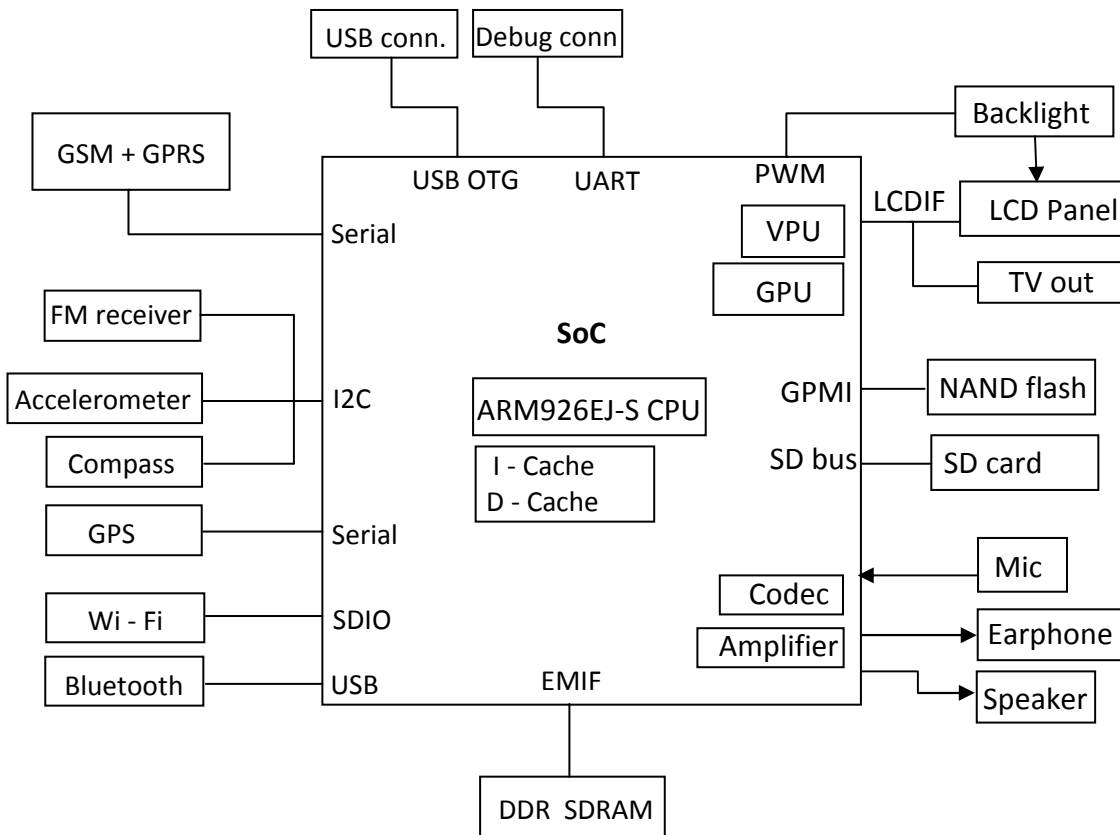 USB conn.
Debug conn
Backlight
GSM + GPRS
USB OTG
UART
PWM
LCDIF
LCD Panel
Serial
VPU
GPU
TV out
FM receiver
SoC
Accelerometer
I2C
ARM926EJ-S CPU
GPMI
NAND flash
Compass
I - Cache
D - Cache
SD bus
SD card
GPS
Serial
Mic
Codec
Wi - Fi
SDIO
Amplifier
Earphone
Bluetooth
USB
EMIF
Speaker
DDR SDRAM